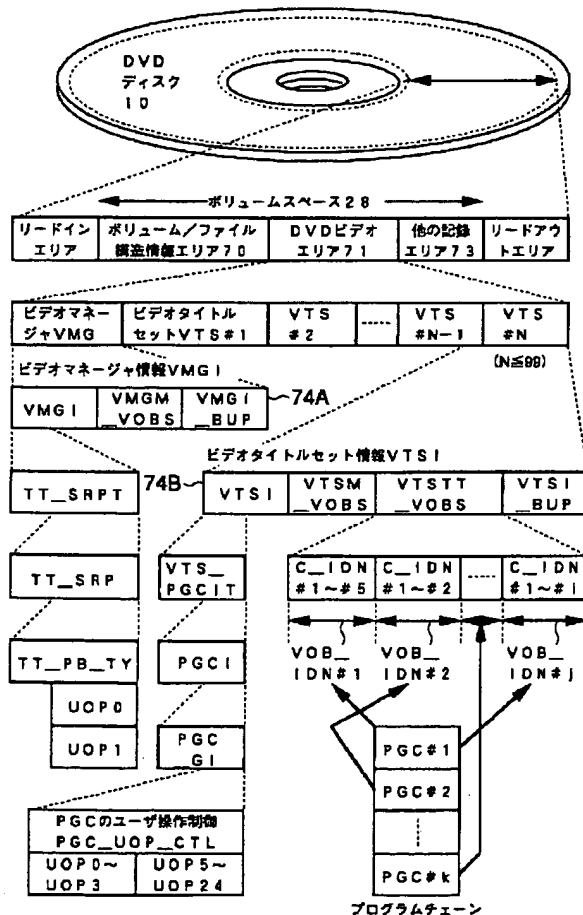 DVD
ディスク
10
ボリュームスペース28
リードイン
エリア
ボリューム／ファイル
構造情報エリア70
DVDビデオ
エリア71
他の記録
エリア73
リードアウ
トエリア
ビデオマネー
ジャVMG
ビデオタイトル
セットVTS#1
VTS
#2
VTS
#N-1
VTS
#N
(N≦99)
ビデオマネージャ情報VMGI
VMGI
VMGM
_VOBS
VMGI
_BUP
74A
ビデオタイトルセット情報VTSI
74B
VTSI
VTSM
_VOBS
VTSTT
_VOBS
VTSI
_BUP
TT_SRPT
TT_SRP
VTS_
PGCIT
C_IDN
#1〜#5
C_IDN
#1〜#2
C_IDN
#1〜#i
VOB_
IDN#1
VOB_
IDN#2
VOB_
IDN#j
TT_PB_TY
UOP0
UOP1
PGCI
PGC
_GI
PGCのユーザ操作制御
PGC_UOP_CTL
UOP0〜
UOP3
UOP5〜
UOP24
PGC#1
PGC#2
PGC#k
プログラムチェーン